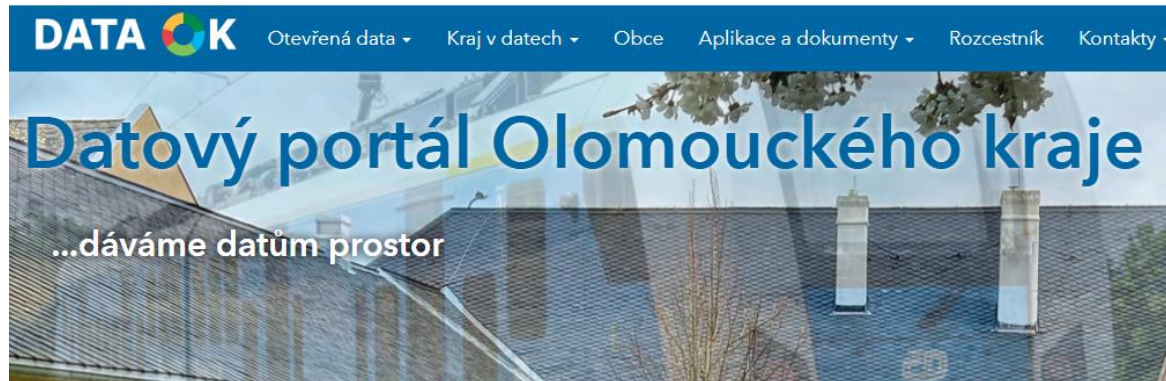 DATA OK
Otevřená data Kraj v datech Obce Aplikace a dokumenty Rozcestník Kontakty
Datový portál Olomouckého kraje
...dáváme datům prostor